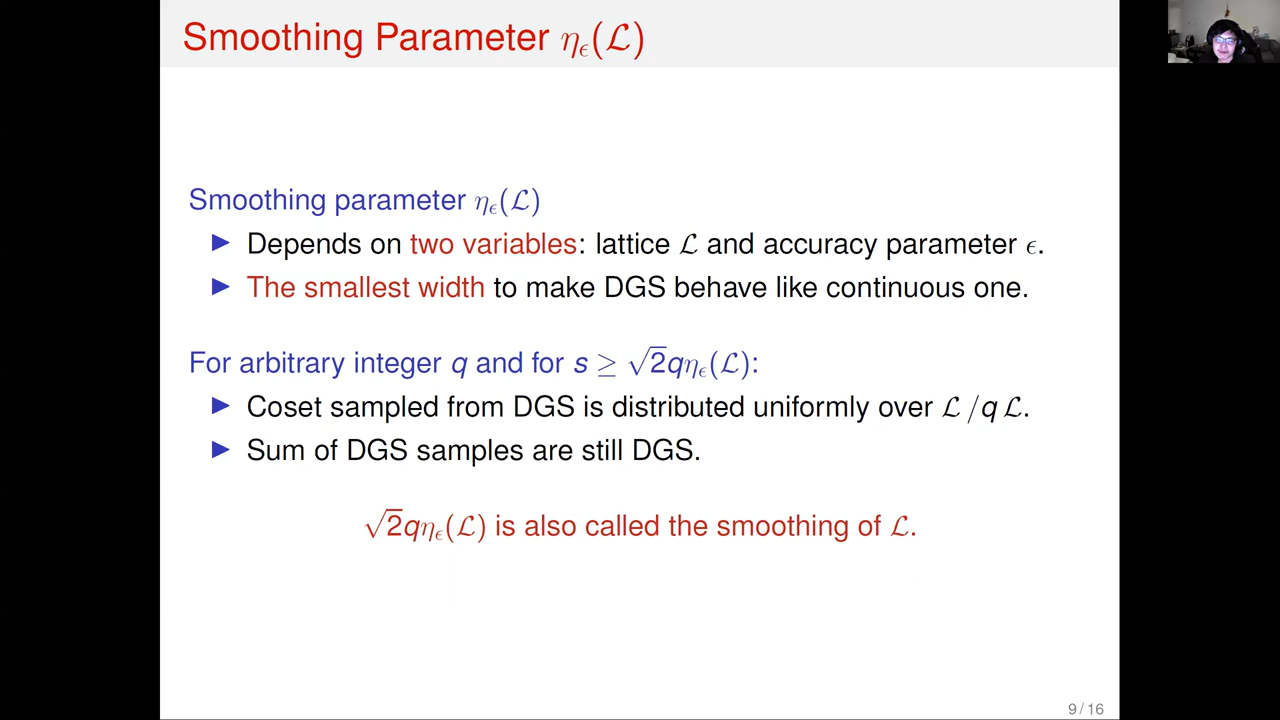 Smoothing Parameter ηϵ(ℒ)
Smoothing parameter ηϵ(ℒ)
▶ Depends on two variables: lattice ℒ and accuracy parameter ϵ.
▶ The smallest width to make DGS behave like continuous one.
For arbitrary integer q and for s ≥ √2qηϵ(ℒ):
▶ Coset sampled from DGS is distributed uniformly over ℒ/qℒ.
▶ Sum of DGS samples are still DGS.
√2qηϵ(ℒ) is also called the smoothing of ℒ.
9 / 16